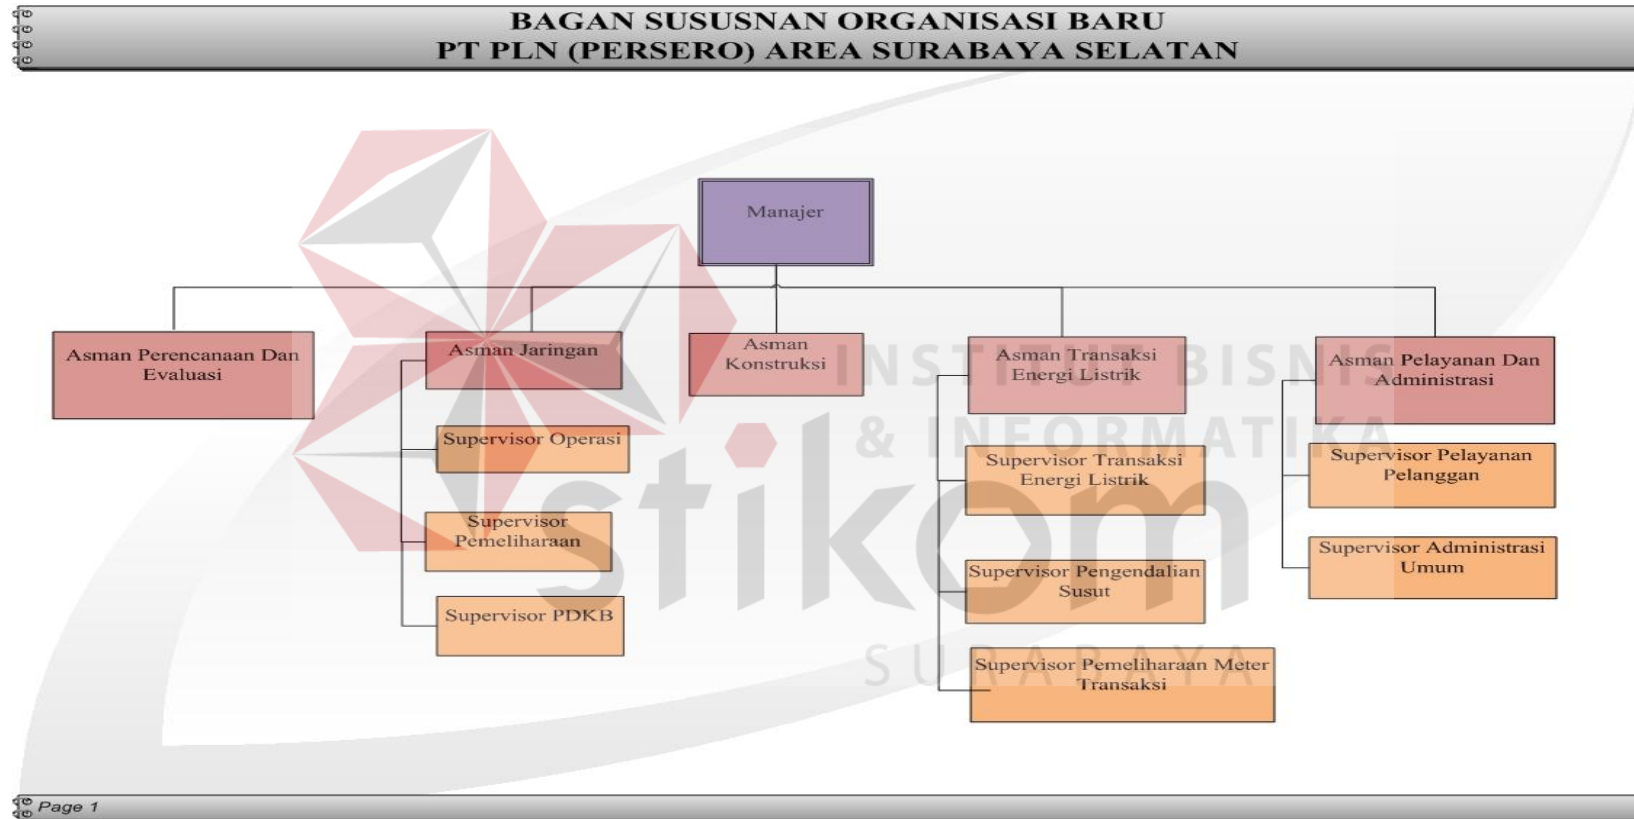 BAGAN SUSUSNAN ORGANISASI BARU
PT PLN (PERSERO) AREA SURABAYA SELATAN
Manajer
Asman Perencanaan Dan
Evaluasi
Asman Jaringan
Supervisor Operasi
Supervisor
Pemeliharaan
Supervisor PDKB
Asman
Konstruksi
Asman Transaksi
Energi Listrik
Supervisor Transaksi
Energi Listrik
Supervisor Pengendalian
Susut
Supervisor Pemeliharaan Meter
Transaksi
Asman Pelayanan Dan
Administrasi
Supervisor Pelayanan
Pelanggan
Supervisor Administrasi
Umum
INSTITUT BISNIS
& INFORMATIKA
stikom
SURABAYA
Page 1